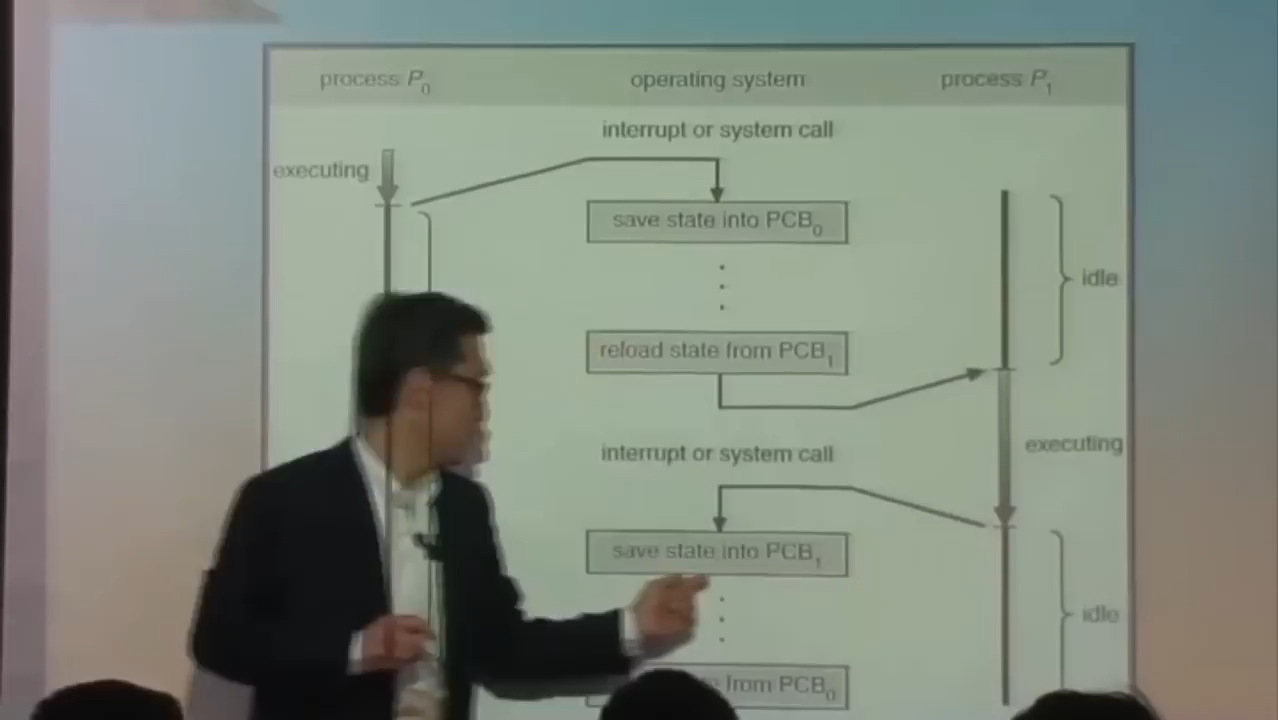 process P0 operating system process P1
interrupt or system call
executing
save state into PCB0
idle
reload state from PCB1
executing
interrupt or system call
save state into PCB1
idle
from PCB0